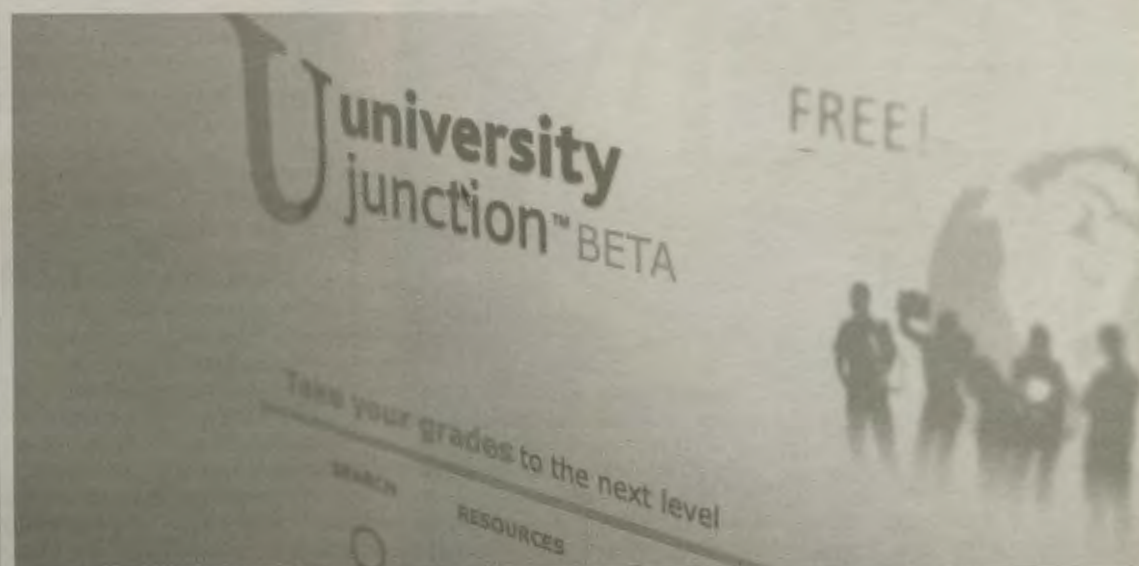 U university
junction™ BETA
FREE!
Take your grades to the next level
SEARCH
RESOURCES